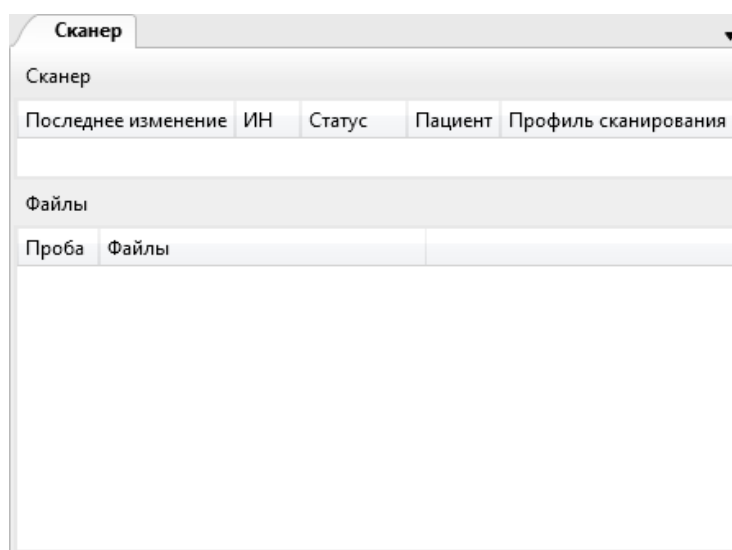 Сканер
Сканер
Последнее изменение ИН Статус Пациент Профиль сканирования
Файлы
Проба Файлы